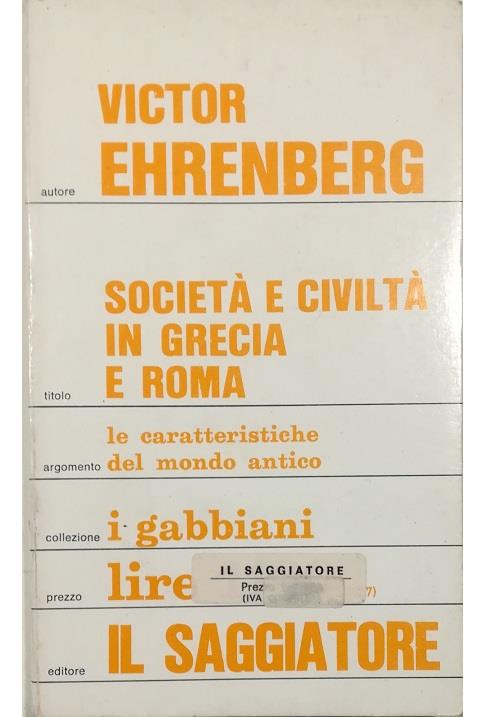 VICTOR
autore EHRENBERG
SOCIETÀ E CIVILTÀ
IN GRECIA
titolo E ROMA
le caratteristiche
argomento del mondo antico
collezione i gabbiani
IL SAGGIATORE
prezzo lire Prez 7)
(IVA
editore IL SAGGIATORE